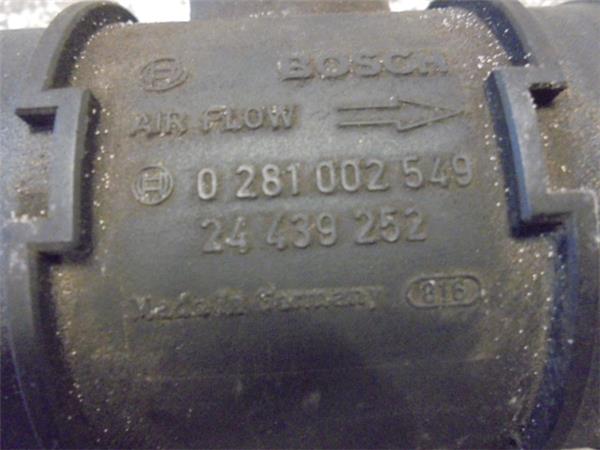 BOSCH
AIR FLOW
0 281 002 549
24 439 252
Made in Germany 816